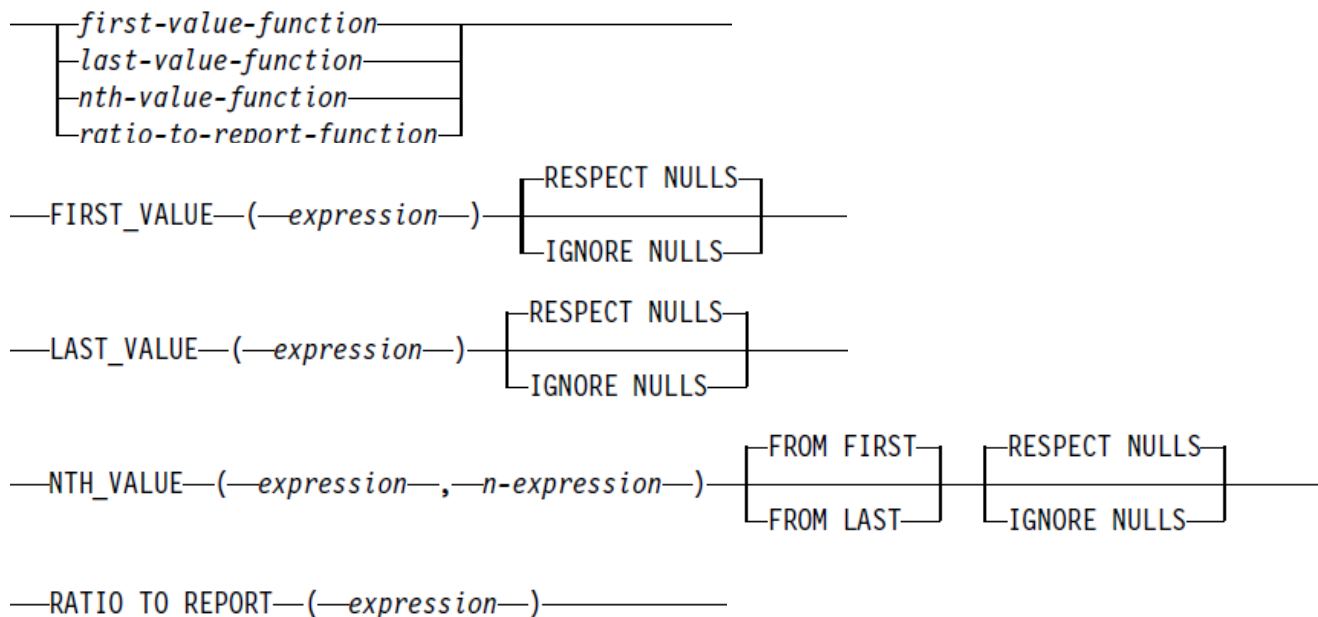 first-value-function
last-value-function
nth-value-function
ratio-to-report-function
RESPECT NULLS
FIRST_VALUE ( expression )
IGNORE NULLS
RESPECT NULLS
LAST_VALUE ( expression )
IGNORE NULLS
FROM FIRST RESPECT NULLS
NTH_VALUE ( expression , n-expression )
FROM LAST IGNORE NULLS
RATIO TO REPORT ( expression )